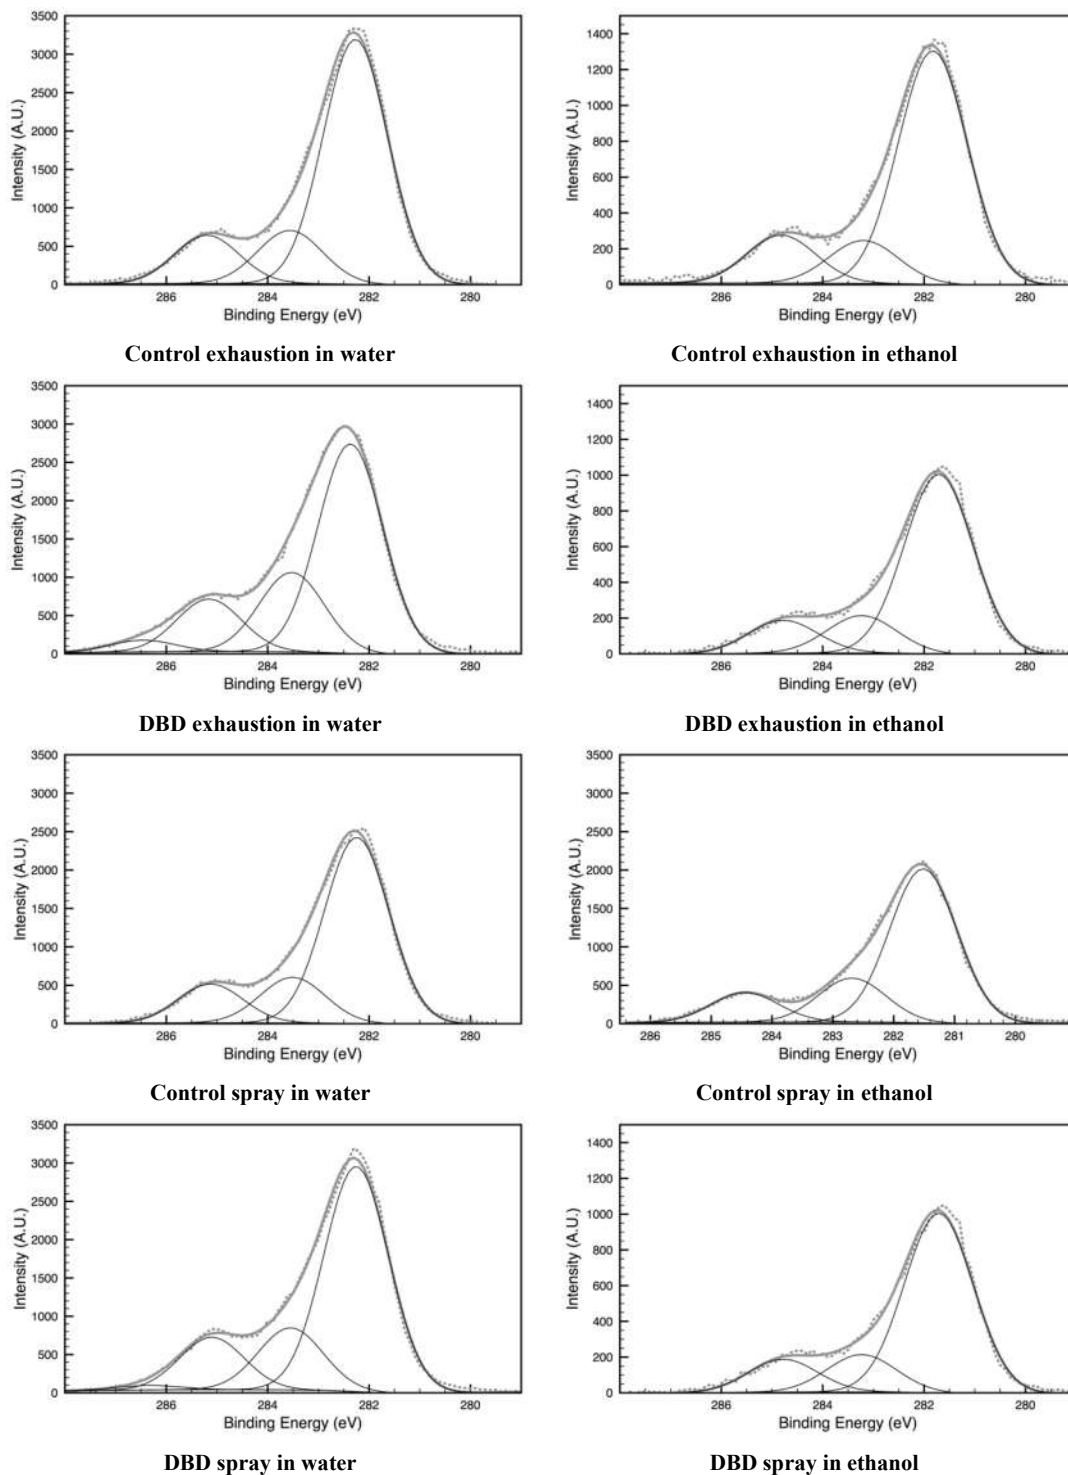 3500
3000
2500
2000
1500
1000
500
0
Intensity (A.U.)
286 284 282 280
Binding Energy (eV)
Control exhaustion in water
1400
1200
1000
800
600
400
200
0
Intensity (A.U.)
286 284 282 280
Binding Energy (eV)
Control exhaustion in ethanol
3500
3000
2500
2000
1500
1000
500
0
Intensity (A.U.)
286 284 282 280
Binding Energy (eV)
DBD exhaustion in water
1400
1200
1000
800
600
400
200
0
Intensity (A.U.)
286 284 282 280
Binding Energy (eV)
DBD exhaustion in ethanol
3500
3000
2500
2000
1500
1000
500
0
Intensity (A.U.)
286 284 282 280
Binding Energy (eV)
Control spray in water
3500
3000
2500
2000
1500
1000
500
0
Intensity (A.U.)
286 285 284 283 282 281 280
Binding Energy (eV)
Control spray in ethanol
3500
3000
2500
2000
1500
1000
500
0
Intensity (A.U.)
286 284 282 280
Binding Energy (eV)
DBD spray in water
1400
1200
1000
800
600
400
200
0
Intensity (A.U.)
286 284 282 280
Binding Energy (eV)
DBD spray in ethanol